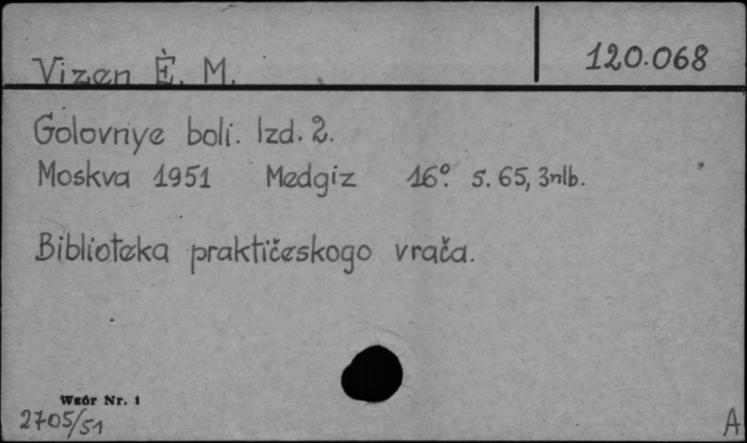 Vizen Ė. M.
120.068
Golovnye boli. Izd. 2.
Moskva 1951 Medgiz 16º. s. 65, 3nlb.
Biblioteka praktičeskogo vrača.
Wzór Nr. 1
2705/51
A